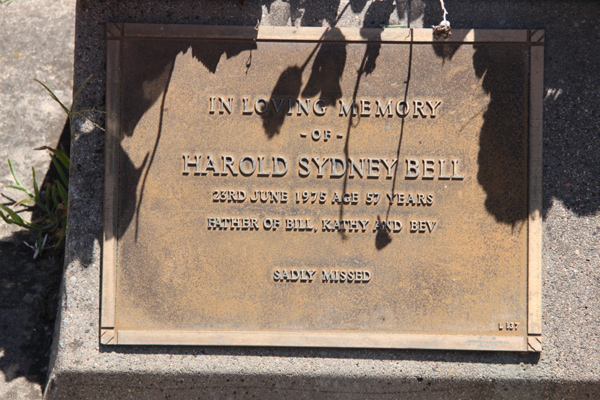 IN LOVING MEMORY
- OF -
HAROLD SYDNEY BELL
23RD JUNE 1975 AGE 57 YEARS
FATHER OF BILL, KATHY AND BEV
SADLY MISSED
L 137